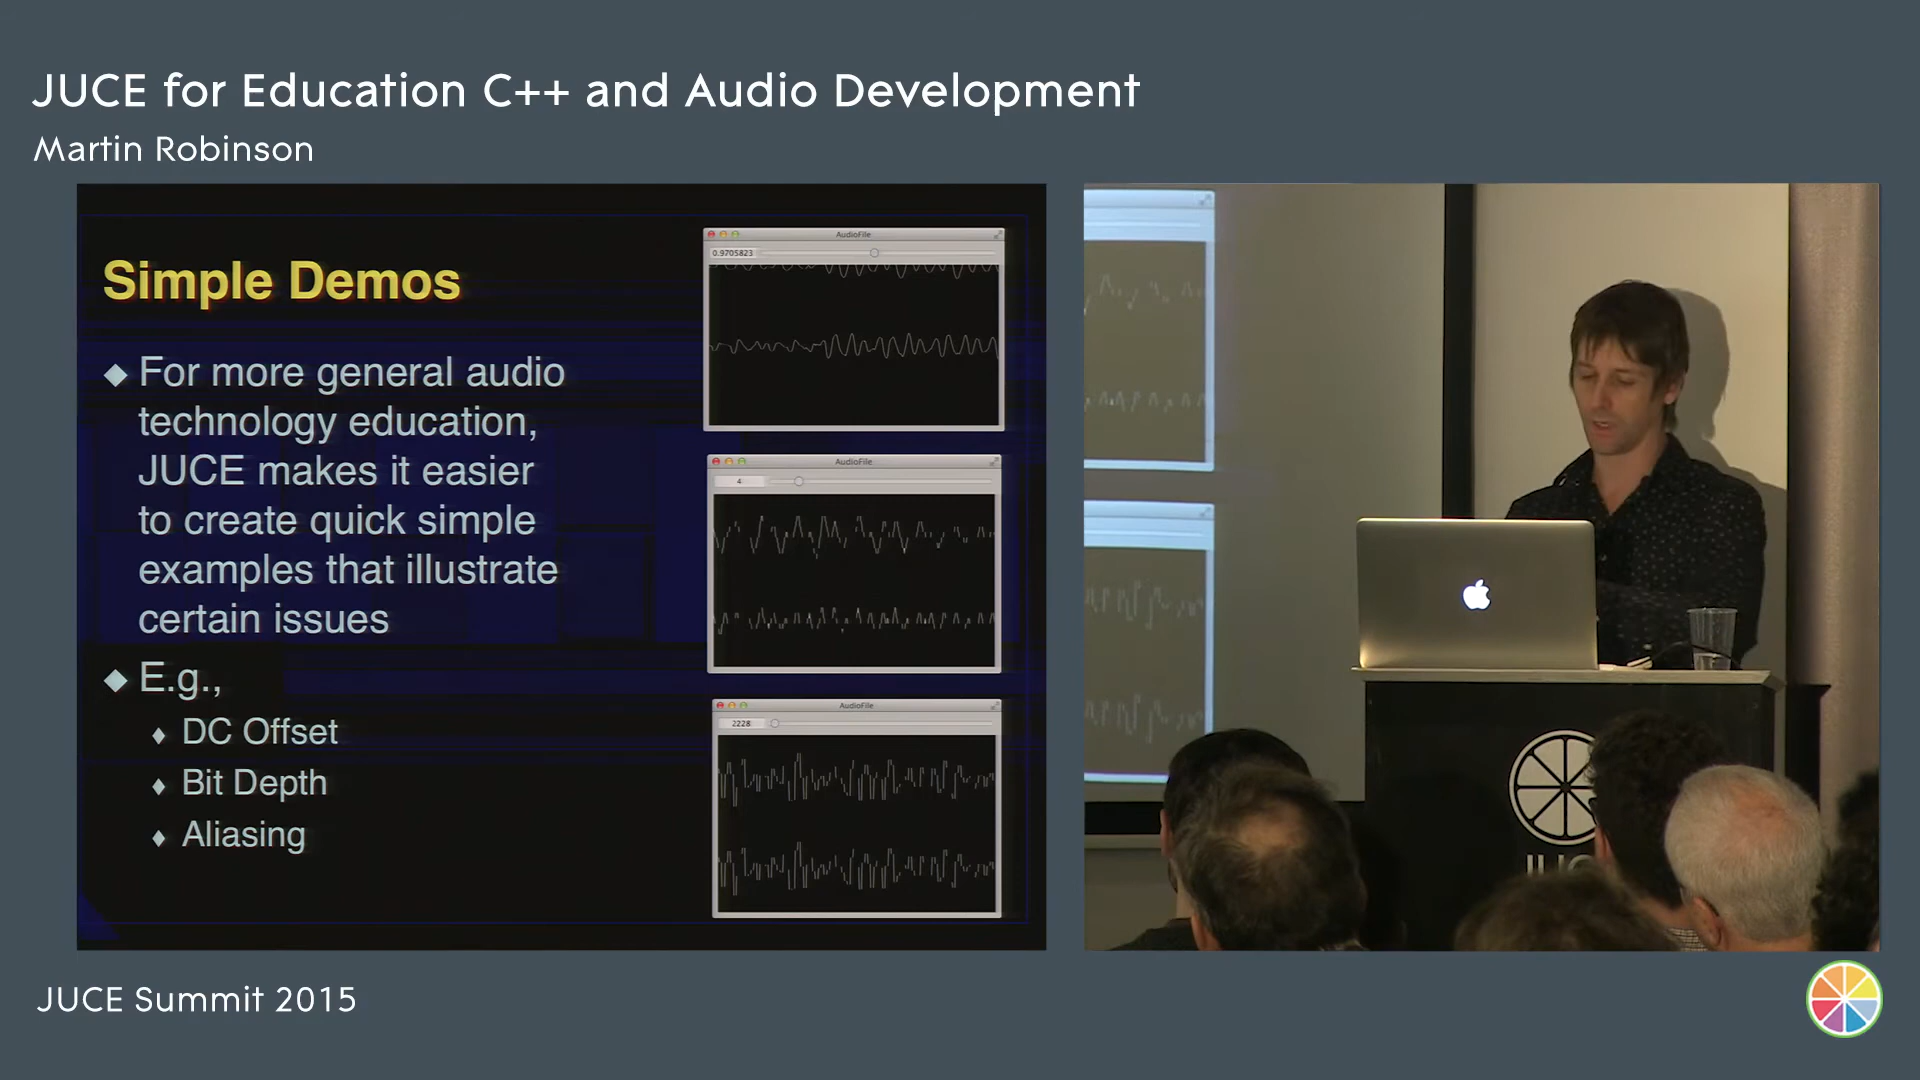 JUCE for Education C++ and Audio Development
Martin Robinson
Simple Demos
◆ For more general audio
technology education,
JUCE makes it easier
to create quick simple
examples that illustrate
certain issues
◆ E.g.,
♦ DC Offset
♦ Bit Depth
♦ Aliasing
AudioFile
0.9705823
AudioFile
4
AudioFile
2228
JUCE Summit 2015